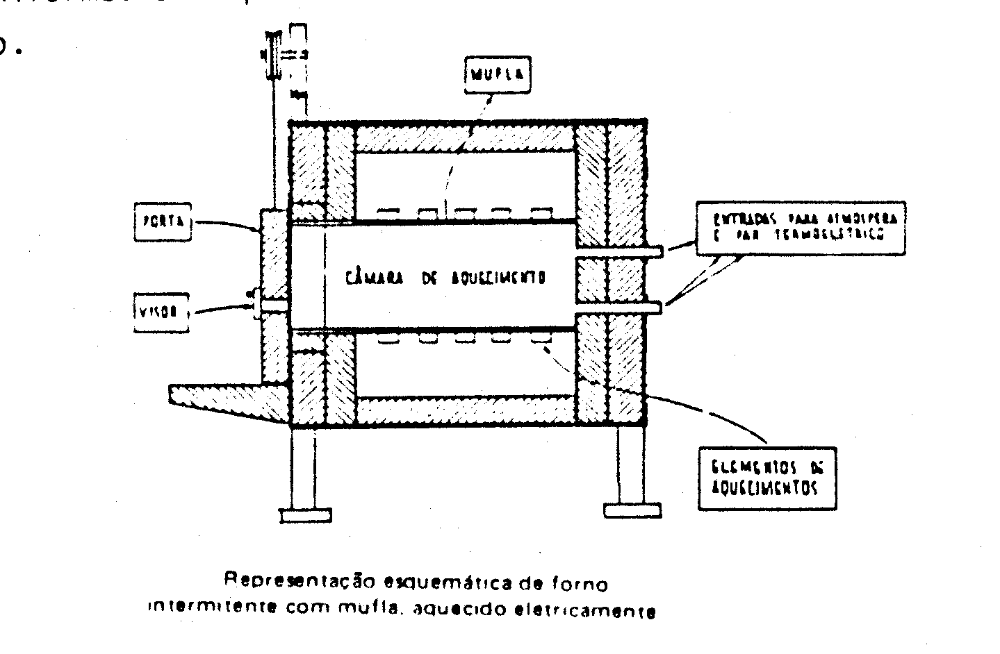 o.
MUFLA
PORTA
ENTRADAS PARA ATMOSFERA
E PAR TERMOELÉTRICO
CÂMARA DE AQUECIMENTO
VISOR
ELEMENTOS DE
AQUECIMENTOS
Representação esquemática de forno
intermitente com mufla, aquecido eletricamente